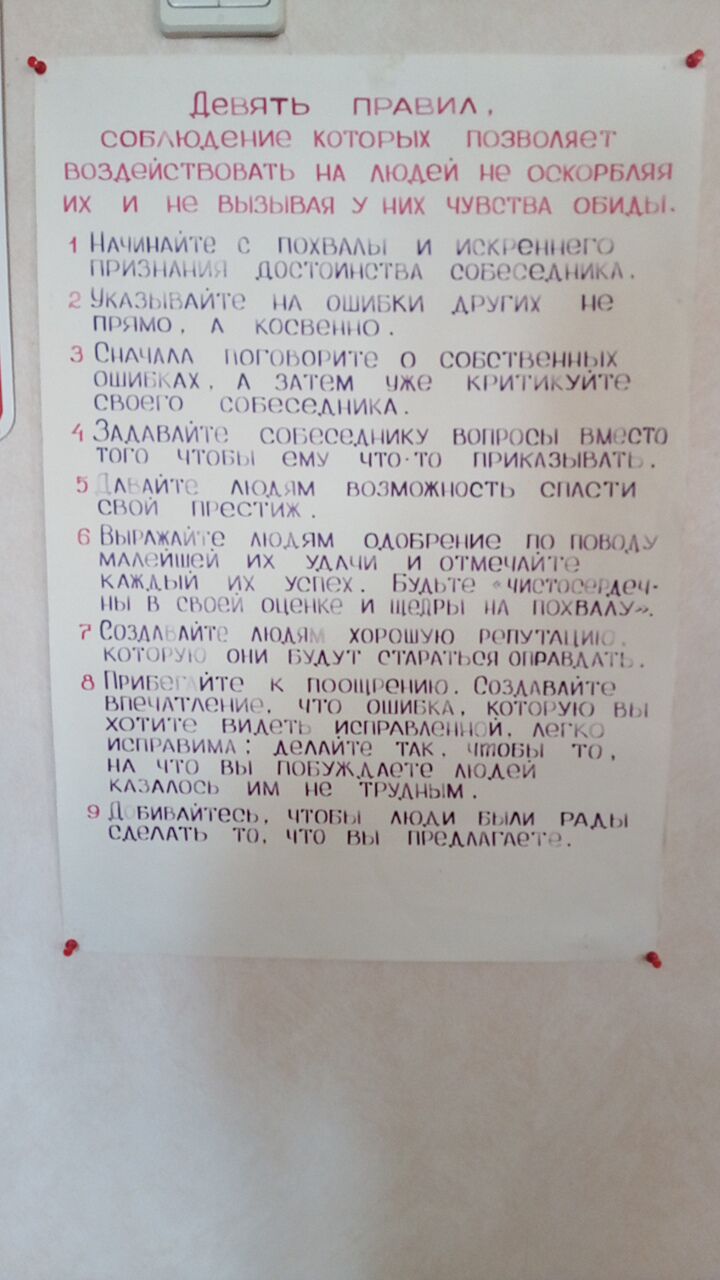 Девять правил,
соблюдение которых позволяет
воздействовать на людей не оскорбляя
их и не вызывая у них чувства обиды.
1 Начинайте с похвалы и искреннего
признания достоинства собеседника.
2 Указывайте на ошибки других не
прямо, а косвенно.
3 Сначала поговорите о собственных
ошибках, а затем уже критикуйте
своего собеседника.
4 Задавайте собеседнику вопросы вместо
того чтобы ему что-то приказывать.
5 Давайте людям возможность спасти
свой престиж.
6 Выражайте людям одобрение по поводу
малейшей их удачи и отмечайте
каждый их успех. Будьте «чистосердеч-
ны в своей оценке и щедры на похвалу».
7 Создавайте людям хорошую репутацию,
которую они будут стараться оправдать.
8 Прибегайте к поощрению. Создавайте
впечатление, что ошибка, которую вы
хотите видеть исправленной, легко
исправима; делайте так, чтобы то,
на что вы побуждаете людей
казалось им не трудным.
9 Добивайтесь, чтобы люди были рады
сделать то, что вы предлагаете.